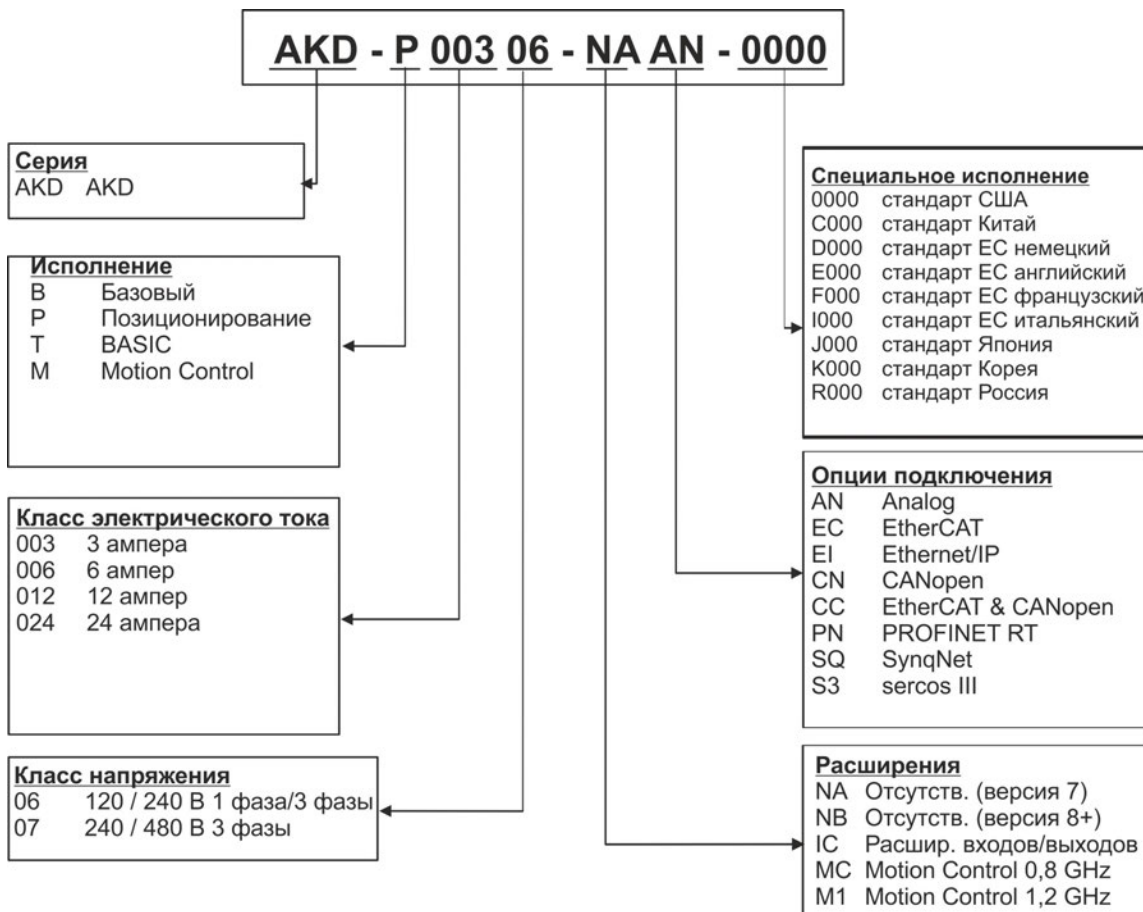 AKD - P 003 06 - NA AN - 0000
Серия
AKD AKD
Исполнение
B Базовый
P Позиционирование
T BASIC
M Motion Control
Класс электрического тока
003 3 ампера
006 6 ампер
012 12 ампер
024 24 ампера
Класс напряжения
06 120 / 240 В 1 фаза/3 фазы
07 240 / 480 В 3 фазы
Специальное исполнение
0000 стандарт США
C000 стандарт Китай
D000 стандарт ЕС немецкий
E000 стандарт ЕС английский
F000 стандарт ЕС французский
I000 стандарт ЕС итальянский
J000 стандарт Япония
K000 стандарт Корея
R000 стандарт Россия
Опции подключения
AN Analog
EC EtherCAT
EI Ethernet/IP
CN CANopen
CC EtherCAT & CANopen
PN PROFINET RT
SQ SynqNet
S3 sercos III
Расширения
NA Отсутств. (версия 7)
NB Отсутств. (версия 8+)
IC Расшир. входов/выходов
MC Motion Control 0,8 GHz
M1 Motion Control 1,2 GHz